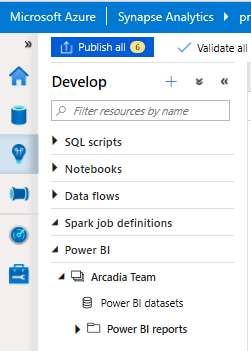 Microsoft Azure Synapse Analytics
Publish all 6 Validate all
Develop
Filter resources by name
SQL scripts
Notebooks
Data flows
Spark job definitions
Power BI
Arcadia Team
Power BI datasets
Power BI reports